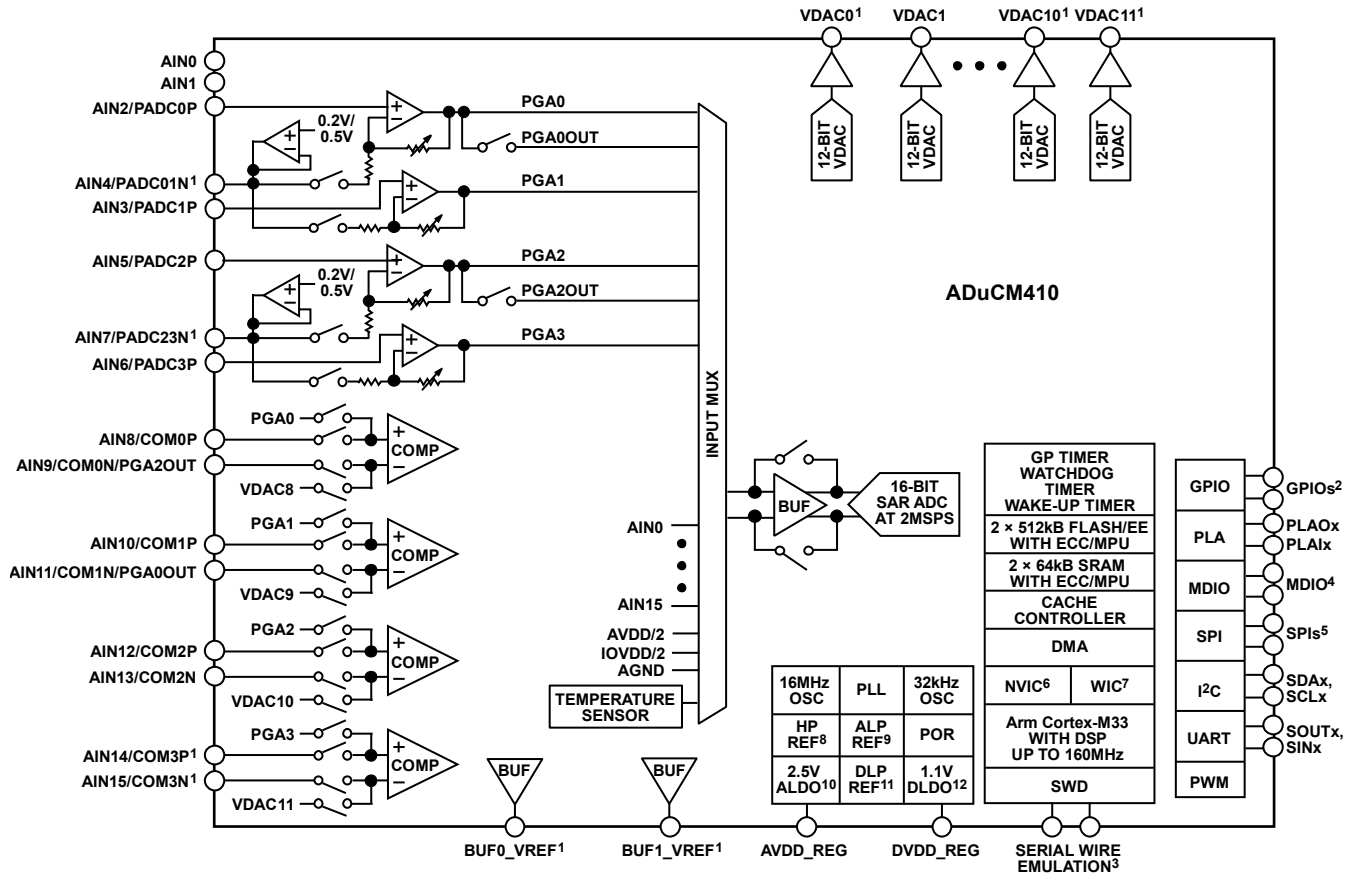 VDAC0¹
VDAC1
VDAC10¹
VDAC11¹
12-BIT
VDAC
12-BIT
VDAC
12-BIT
VDAC
12-BIT
VDAC
AIN0
AIN1
AIN2/PADC0P
AIN4/PADC01N¹
AIN3/PADC1P
AIN5/PADC2P
AIN7/PADC23N¹
AIN6/PADC3P
AIN8/COM0P
AIN9/COM0N/PGA2OUT
AIN10/COM1P
AIN11/COM1N/PGA0OUT
AIN12/COM2P
AIN13/COM2N
AIN14/COM3P¹
AIN15/COM3N¹
+
−
0.2V/
0.5V
+
−
PGA0
PGA0OUT
+
−
PGA1
+
−
0.2V/
0.5V
+
−
PGA2
PGA2OUT
+
−
PGA3
PGA0
VDAC8
+
COMP
−
PGA1
VDAC9
+
COMP
−
PGA2
VDAC10
+
COMP
−
PGA3
VDAC11
+
COMP
−
INPUT MUX
AIN0
AIN15
AVDD/2
IOVDD/2
AGND
TEMPERATURE
SENSOR
BUF
16-BIT
SAR ADC
AT 2MSPS
ADuCM410
GP TIMER
WATCHDOG
TIMER
WAKE-UP TIMER
2 × 512kB FLASH/EE
WITH ECC/MPU
2 × 64kB SRAM
WITH ECC/MPU
CACHE
CONTROLLER
DMA
NVIC⁶
WIC⁷
Arm Cortex-M33
WITH DSP
UP TO 160MHz
SWD
16MHz
OSC
PLL
32kHz
OSC
HP
REF⁸
ALP
REF⁹
POR
2.5V
ALDO¹⁰
DLP
REF¹¹
1.1V
DLDO¹²
GPIO
PLA
MDIO
SPI
I²C
UART
PWM
GPIOs²
PLAOx
PLAIx
MDIO⁴
SPIs⁵
SDAx,
SCLx
SOUTx,
SINx
BUF
BUF
BUF0_VREF¹
BUF1_VREF¹
AVDD_REG
DVDD_REG
SERIAL WIRE
EMULATION³